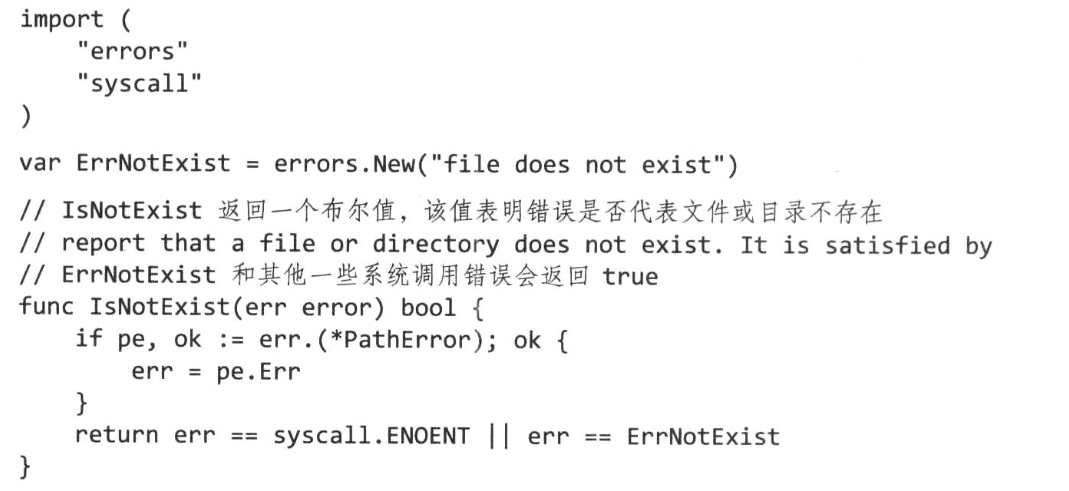 import (
    "errors"
    "syscall"
)
var ErrNotExist = errors.New("file does not exist")
// IsNotExist 返回一个布尔值，该值表明错误是否代表文件或目录不存在
// report that a file or directory does not exist. It is satisfied by
// ErrNotExist 和其他一些系统调用错误会返回 true
func IsNotExist(err error) bool {
    if pe, ok := err.(*PathError); ok {
        err = pe.Err
    }
    return err == syscall.ENOENT || err == ErrNotExist
}